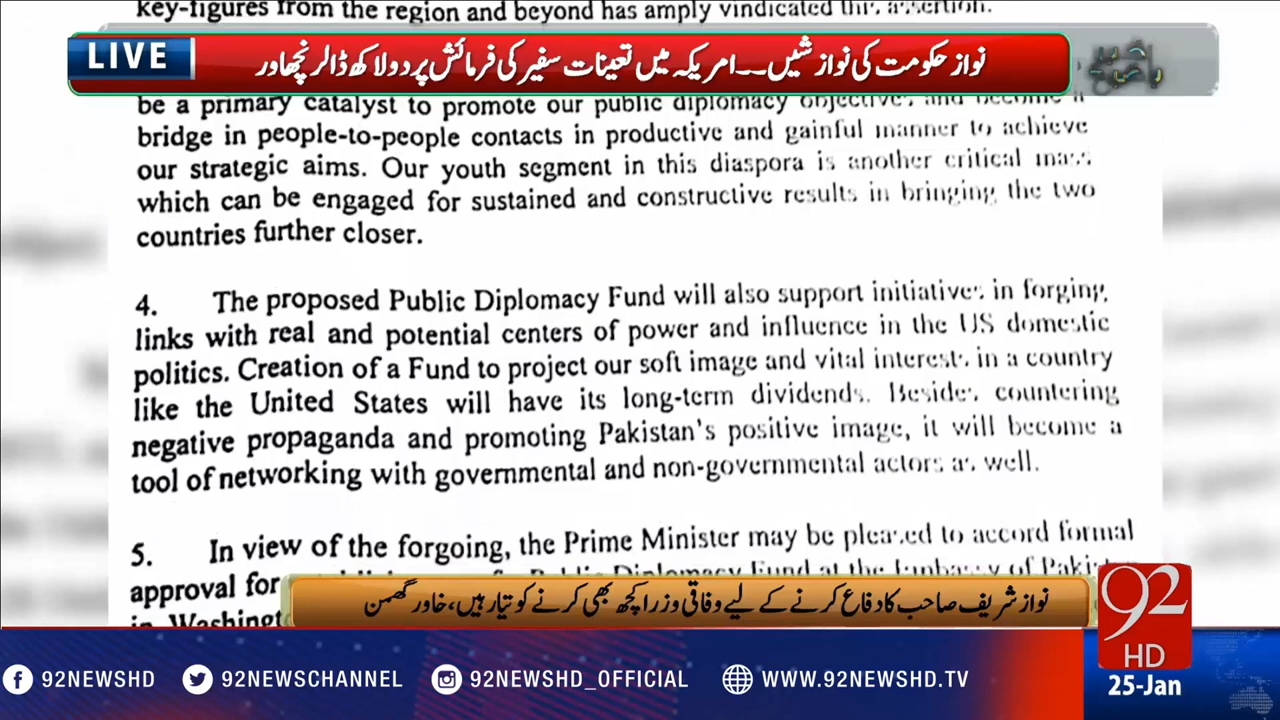 key-figures from the region and beyond has amply vindicated this assertion.
LIVE
نواز حکومت کی نوازشیں۔۔۔امریکہ میں تعینات سفیر کی فرمائش پر دو لاکھ ڈالر نچھاور
be a primary catalyst to promote our public diplomacy objectives and become a
bridge in people-to-people contacts in productive and gainful manner to achieve
our strategic aims. Our youth segment in this diaspora is another critical mass
which can be engaged for sustained and constructive results in bringing the two
countries further closer.
4. The proposed Public Diplomacy Fund will also support initiatives in forging
links with real and potential centers of power and influence in the US domestic
politics. Creation of a Fund to project our soft image and vital interests in a country
like the United States will have its long-term dividends. Besides countering
negative propaganda and promoting Pakistan's positive image, it will become a
tool of networking with governmental and non-governmental actors as well.
5. In view of the forgoing, the Prime Minister may be pleased to accord formal
approval for Public Diplomacy Fund at the Embassy of
in Washingt
نواز شریف صاحب کا دفاع کرنے کے لیے وفاقی وزرا کچھ بھی کرنے کو تیار ہیں، خاور گھمن
92
HD
25-Jan
92NEWSHD
92NEWSCHANNEL
92NEWSHD_OFFICIAL
WWW.92NEWSHD.TV